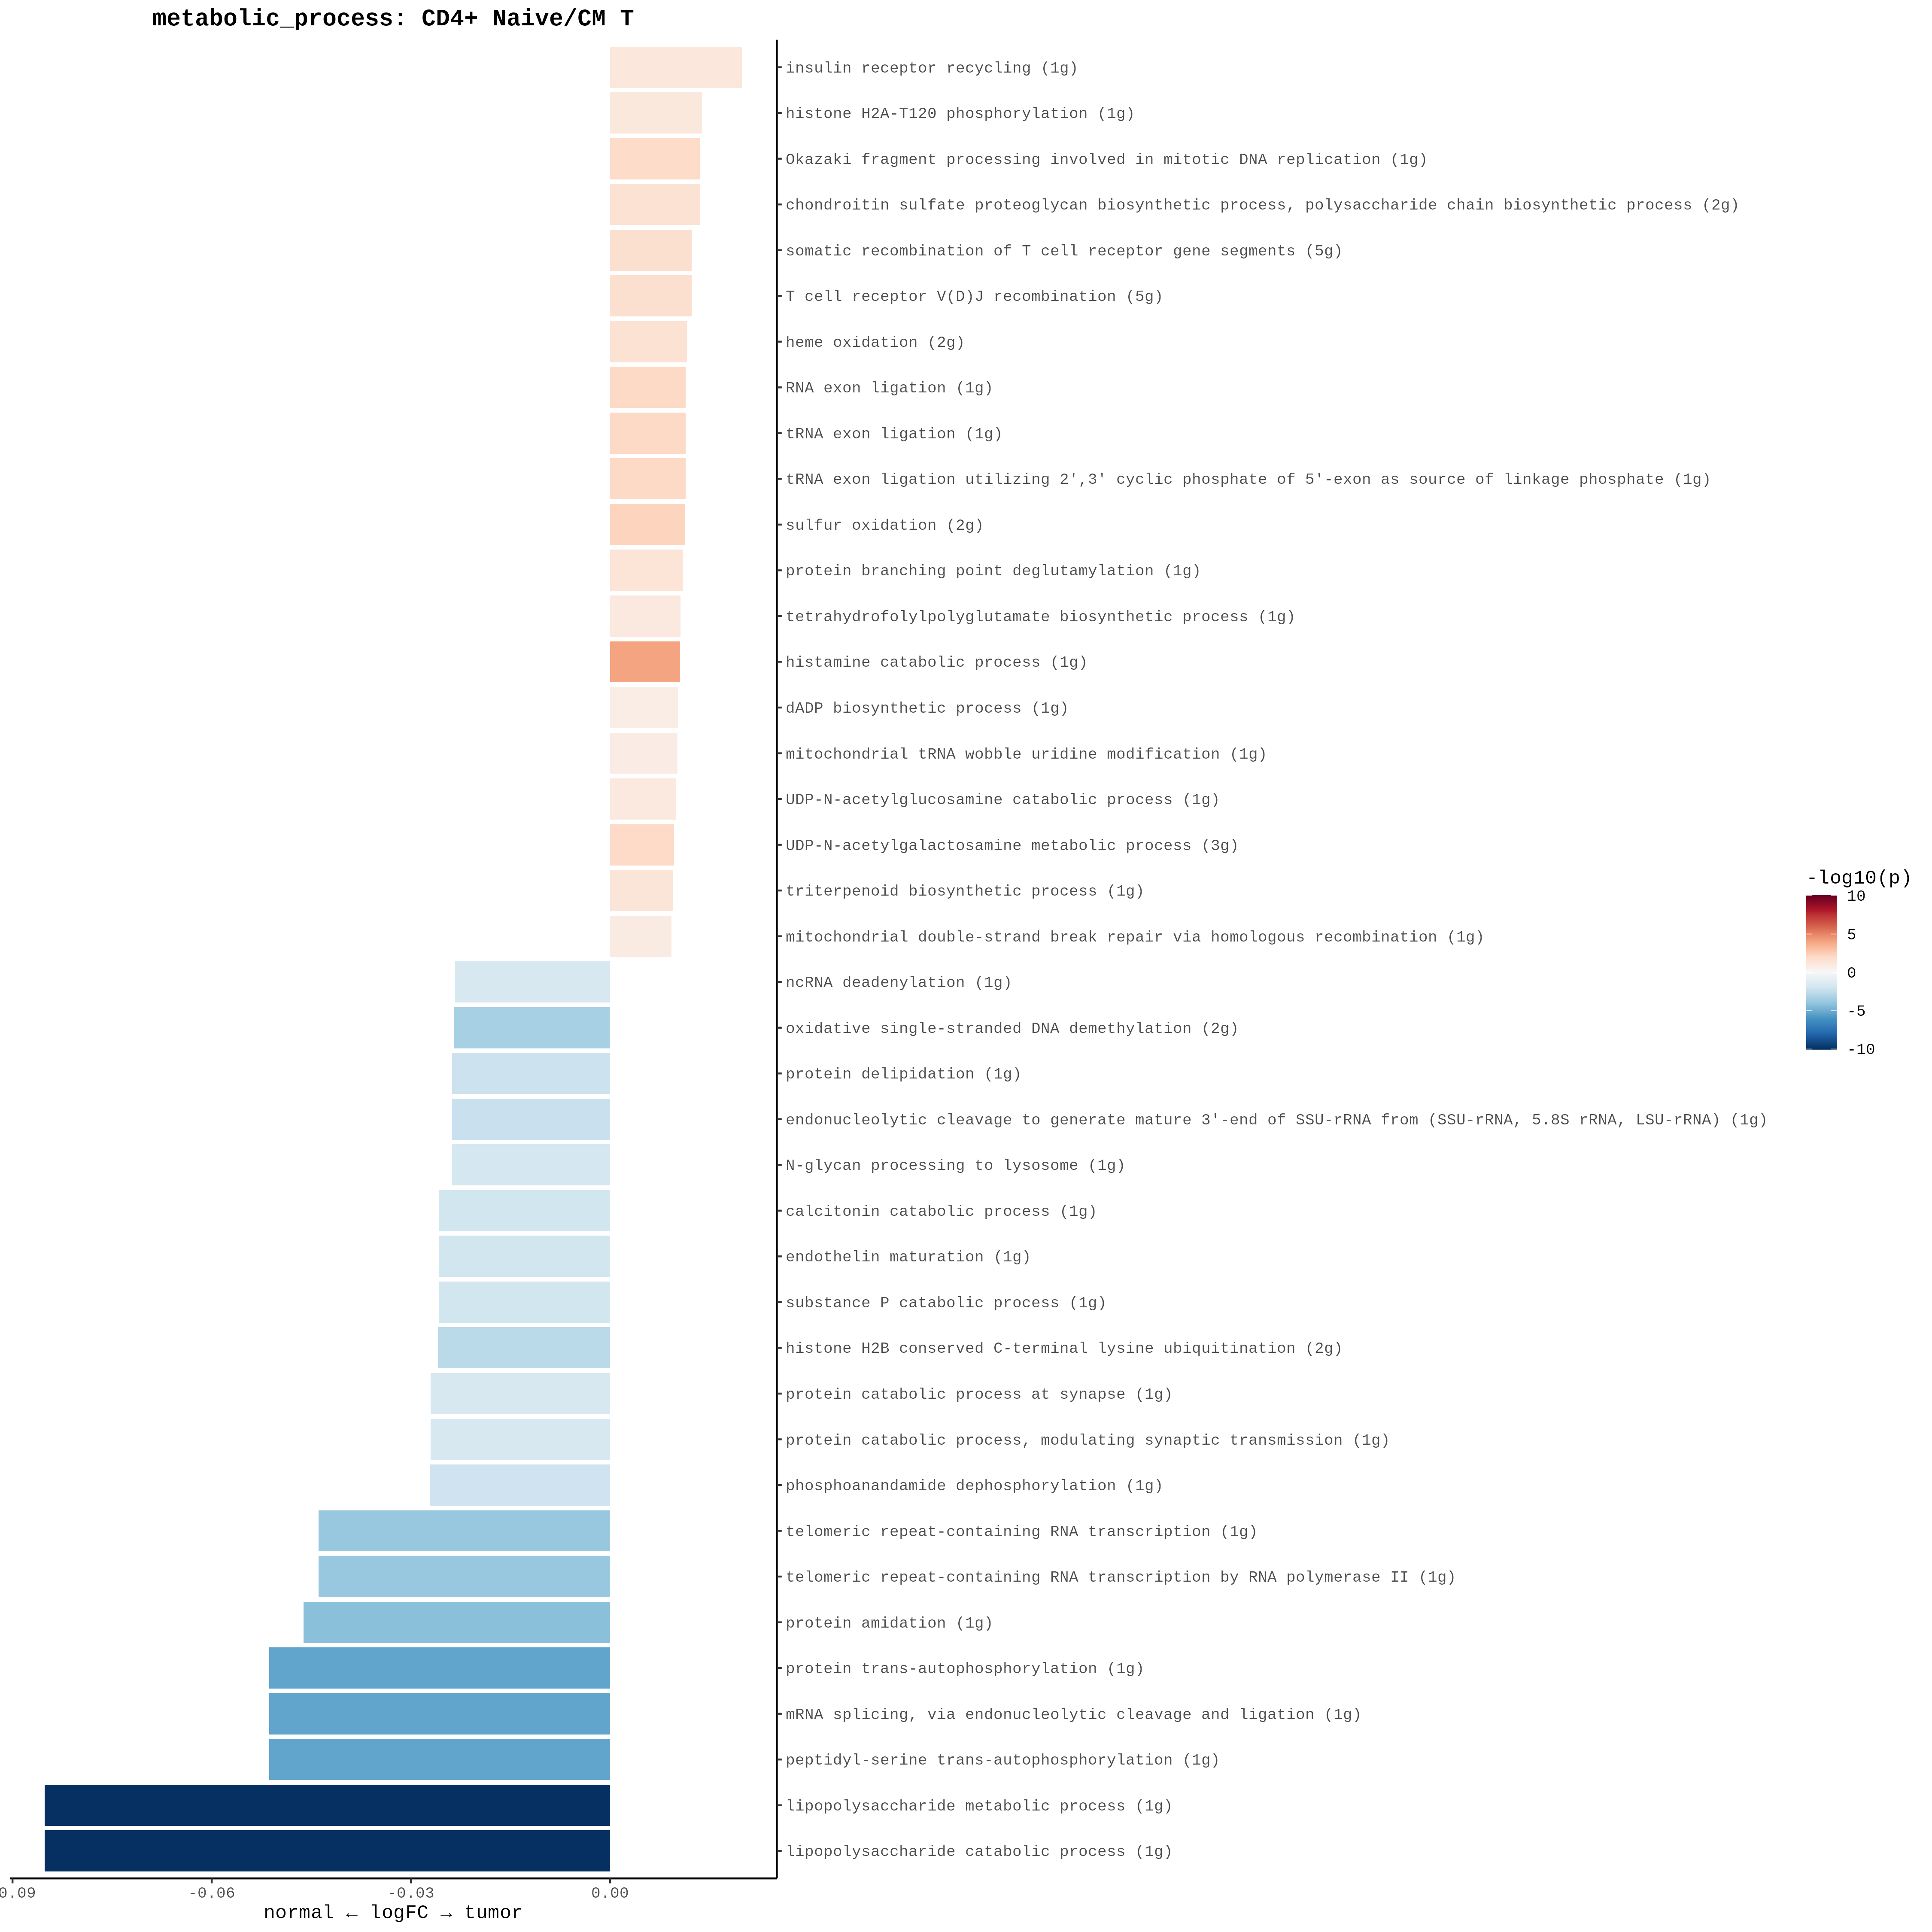 metabolic_process: CD4+ Naive/CM T
insulin receptor recycling (1g)
histone H2A-T120 phosphorylation (1g)
Okazaki fragment processing involved in mitotic DNA replication (1g)
chondroitin sulfate proteoglycan biosynthetic process, polysaccharide chain biosynthetic process (2g)
somatic recombination of T cell receptor gene segments (5g)
T cell receptor V(D)J recombination (5g)
heme oxidation (2g)
RNA exon ligation (1g)
tRNA exon ligation (1g)
tRNA exon ligation utilizing 2',3' cyclic phosphate of 5'-exon as source of linkage phosphate (1g)
sulfur oxidation (2g)
protein branching point deglutamylation (1g)
tetrahydrofolylpolyglutamate biosynthetic process (1g)
histamine catabolic process (1g)
dADP biosynthetic process (1g)
mitochondrial tRNA wobble uridine modification (1g)
UDP-N-acetylglucosamine catabolic process (1g)
UDP-N-acetylgalactosamine metabolic process (3g)
triterpenoid biosynthetic process (1g)
mitochondrial double-strand break repair via homologous recombination (1g)
ncRNA deadenylation (1g)
oxidative single-stranded DNA demethylation (2g)
protein delipidation (1g)
endonucleolytic cleavage to generate mature 3'-end of SSU-rRNA from (SSU-rRNA, 5.8S rRNA, LSU-rRNA) (1g)
N-glycan processing to lysosome (1g)
calcitonin catabolic process (1g)
endothelin maturation (1g)
substance P catabolic process (1g)
histone H2B conserved C-terminal lysine ubiquitination (2g)
protein catabolic process at synapse (1g)
protein catabolic process, modulating synaptic transmission (1g)
phosphoanandamide dephosphorylation (1g)
telomeric repeat-containing RNA transcription (1g)
telomeric repeat-containing RNA transcription by RNA polymerase II (1g)
protein amidation (1g)
protein trans-autophosphorylation (1g)
mRNA splicing, via endonucleolytic cleavage and ligation (1g)
peptidyl-serine trans-autophosphorylation (1g)
lipopolysaccharide metabolic process (1g)
lipopolysaccharide catabolic process (1g)
0.09 -0.06 -0.03 0.00
normal ← logFC → tumor
-log10(p)
10
5
0
-5
-10